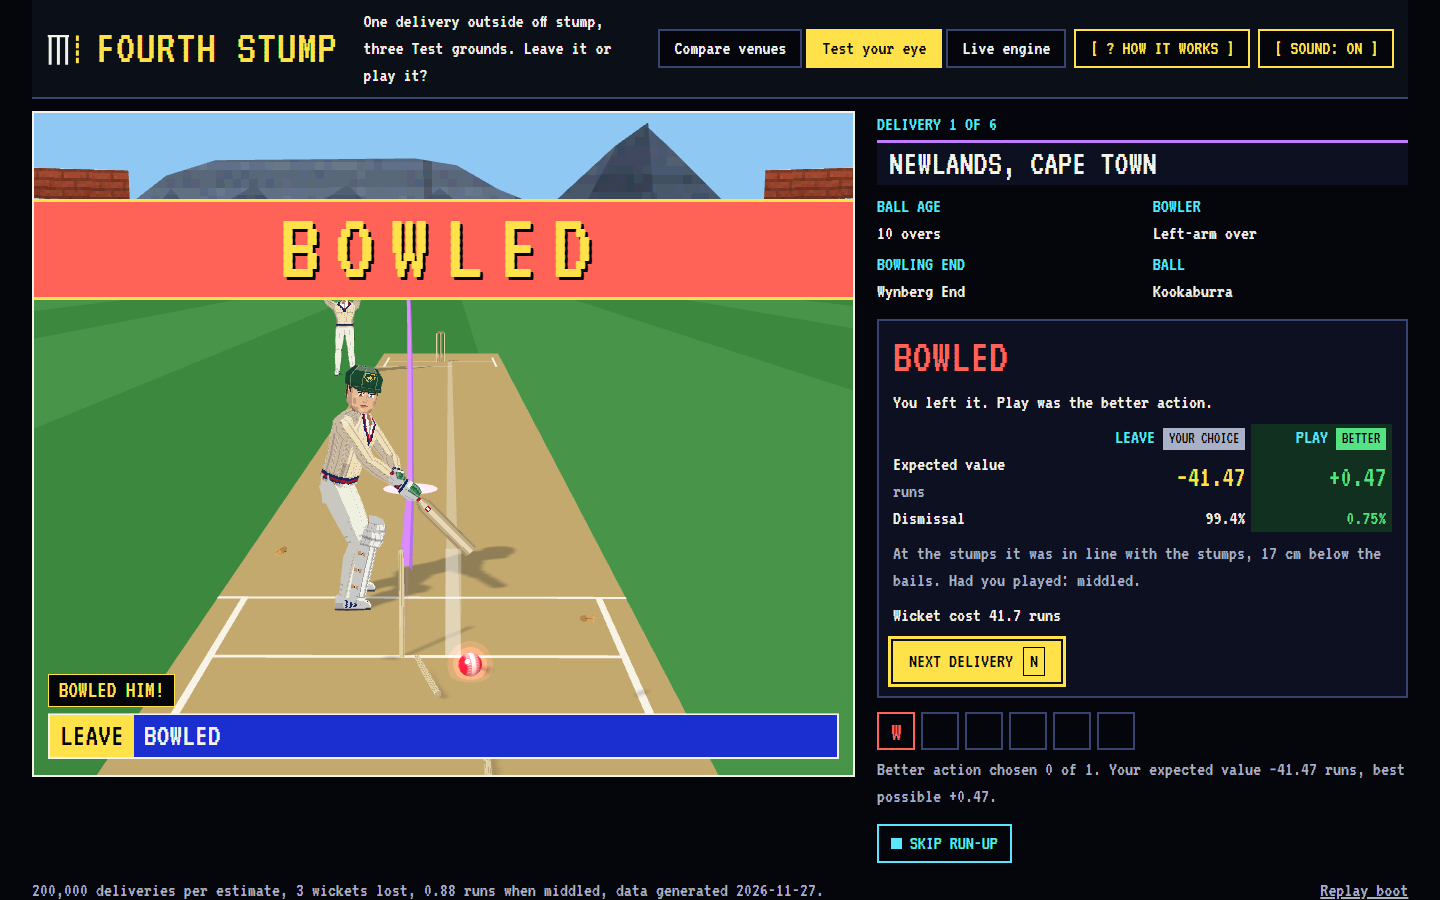 FOURTH STUMP
One delivery outside off stump,
three Test grounds. Leave it or
play it?
Compare venues
Test your eye
Live engine
[ ? HOW IT WORKS ]
[ SOUND: ON ]
BOWLED
BOWLED HIM!
LEAVE BOWLED
DELIVERY 1 OF 6
NEWLANDS, CAPE TOWN
BALL AGE
10 overs
BOWLER
Left-arm over
BOWLING END
Wynberg End
BALL
Kookaburra
BOWLED
You left it. Play was the better action.
LEAVE YOUR CHOICE PLAY BETTER
Expected value
runs
-41.47 +0.47
Dismissal 99.4% 0.75%
At the stumps it was in line with the stumps, 17 cm below the
bails. Had you played: middled.
Wicket cost 41.7 runs
NEXT DELIVERY N
W
Better action chosen 0 of 1. Your expected value -41.47 runs, best
possible +0.47.
SKIP RUN-UP
200,000 deliveries per estimate, 3 wickets lost, 0.88 runs when middled, data generated 2026-11-27.
Replay boot